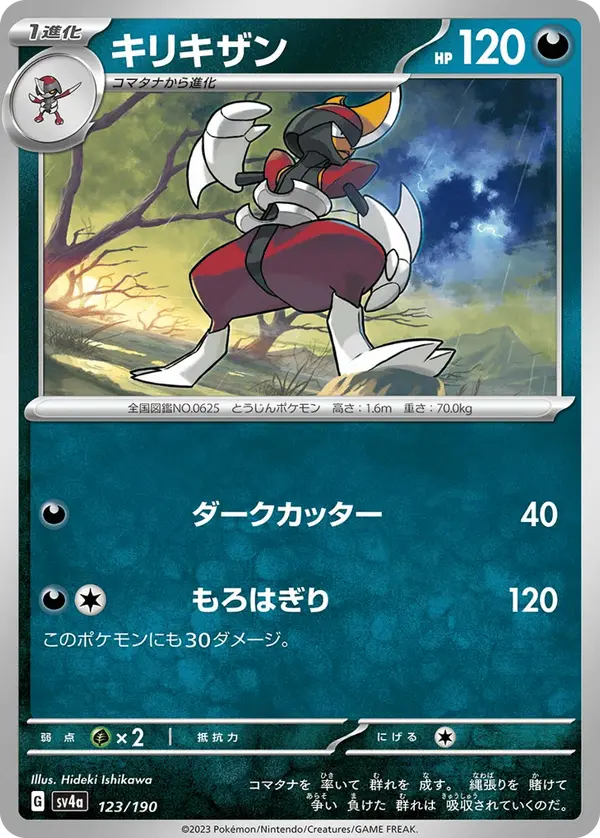 1進化
キリキザン
HP 120
コマタナから進化
全国図鑑NO.0625 とうじんポケモン 高さ：1.6m 重さ：70.0kg
ダークカッター 40
もろはぎり 120
このポケモンにも30ダメージ。
弱点 ×2 抵抗力 にげる
Illus. Hideki Ishikawa
コマタナを率いて群れを成す。縄張りを賭けて
争い負けた群れは吸収されていくのだ。
G sv4a 123/190
©2023 Pokémon/Nintendo/Creatures/GAME FREAK.